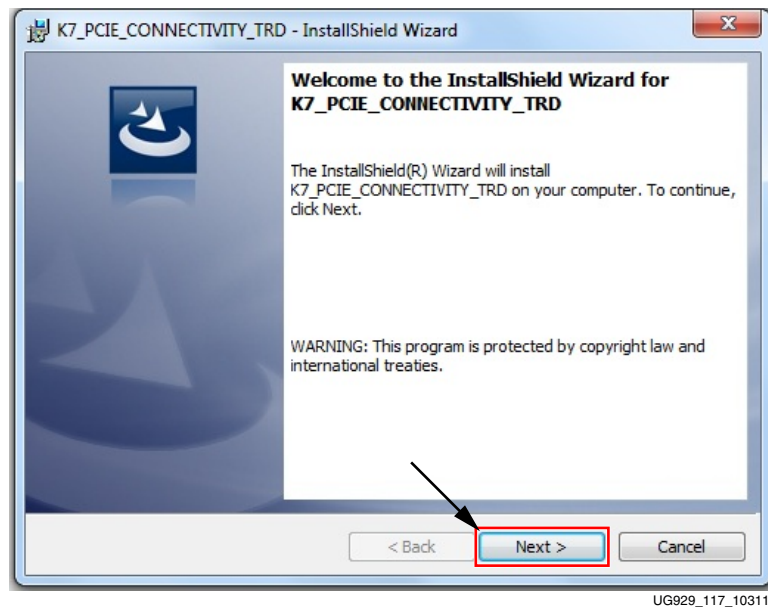 K7_PCIE_CONNECTIVITY_TRD - InstallShield Wizard
Welcome to the InstallShield Wizard for
K7_PCIE_CONNECTIVITY_TRD
The InstallShield(R) Wizard will install
K7_PCIE_CONNECTIVITY_TRD on your computer. To continue,
click Next.
WARNING: This program is protected by copyright law and
international treaties.
< Back Next > Cancel
UG929_117_10311